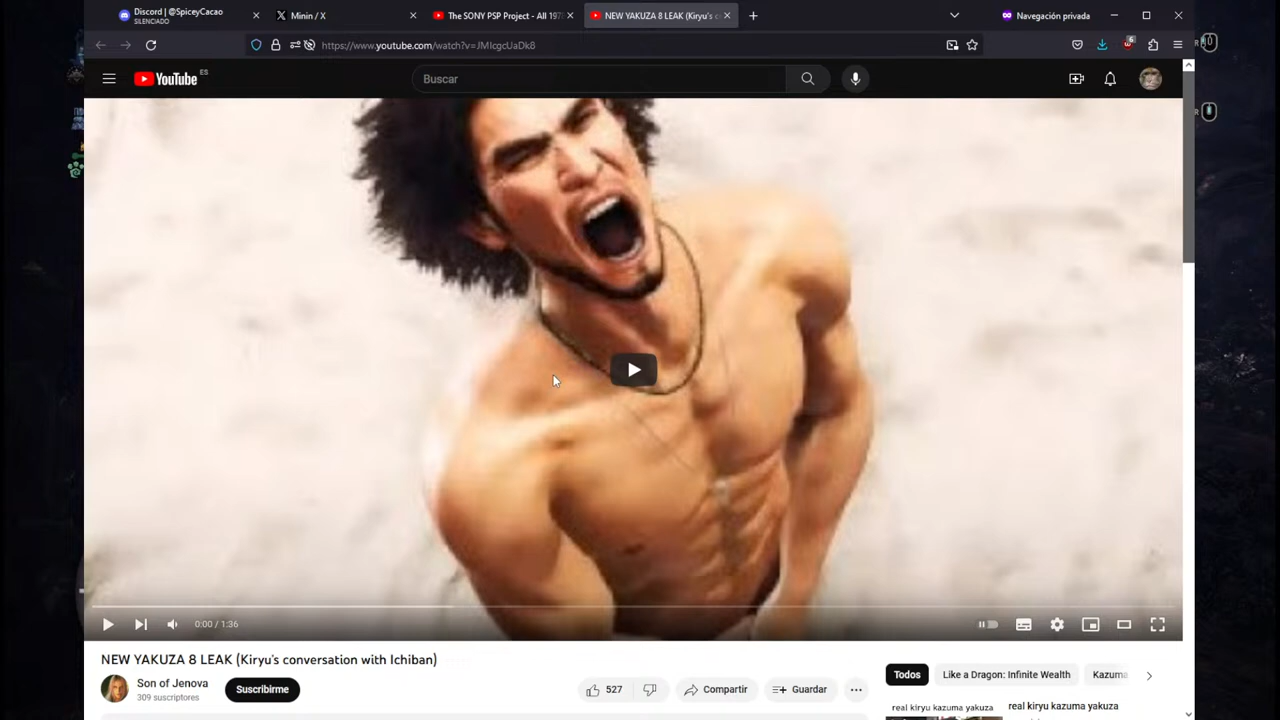 Discord | @SpiceyCacao
SILENCIADO
Minin / X
The SONY PSP Project - All 197
NEW YAKUZA 8 LEAK (Kiryu's c
Navegación privada
https://www.youtube.com/watch?v=JMIcgcUaDk8
6
YouTube ES
Buscar
0:00 / 1:36
NEW YAKUZA 8 LEAK (Kiryu's conversation with Ichiban)
Son of Jenova
309 suscriptores
Suscribirme
527
Compartir
Guardar
Todos
Like a Dragon: Infinite Wealth
Kazuma
real kiryu kazuma yakuza
real kiryu kazuma yakuza